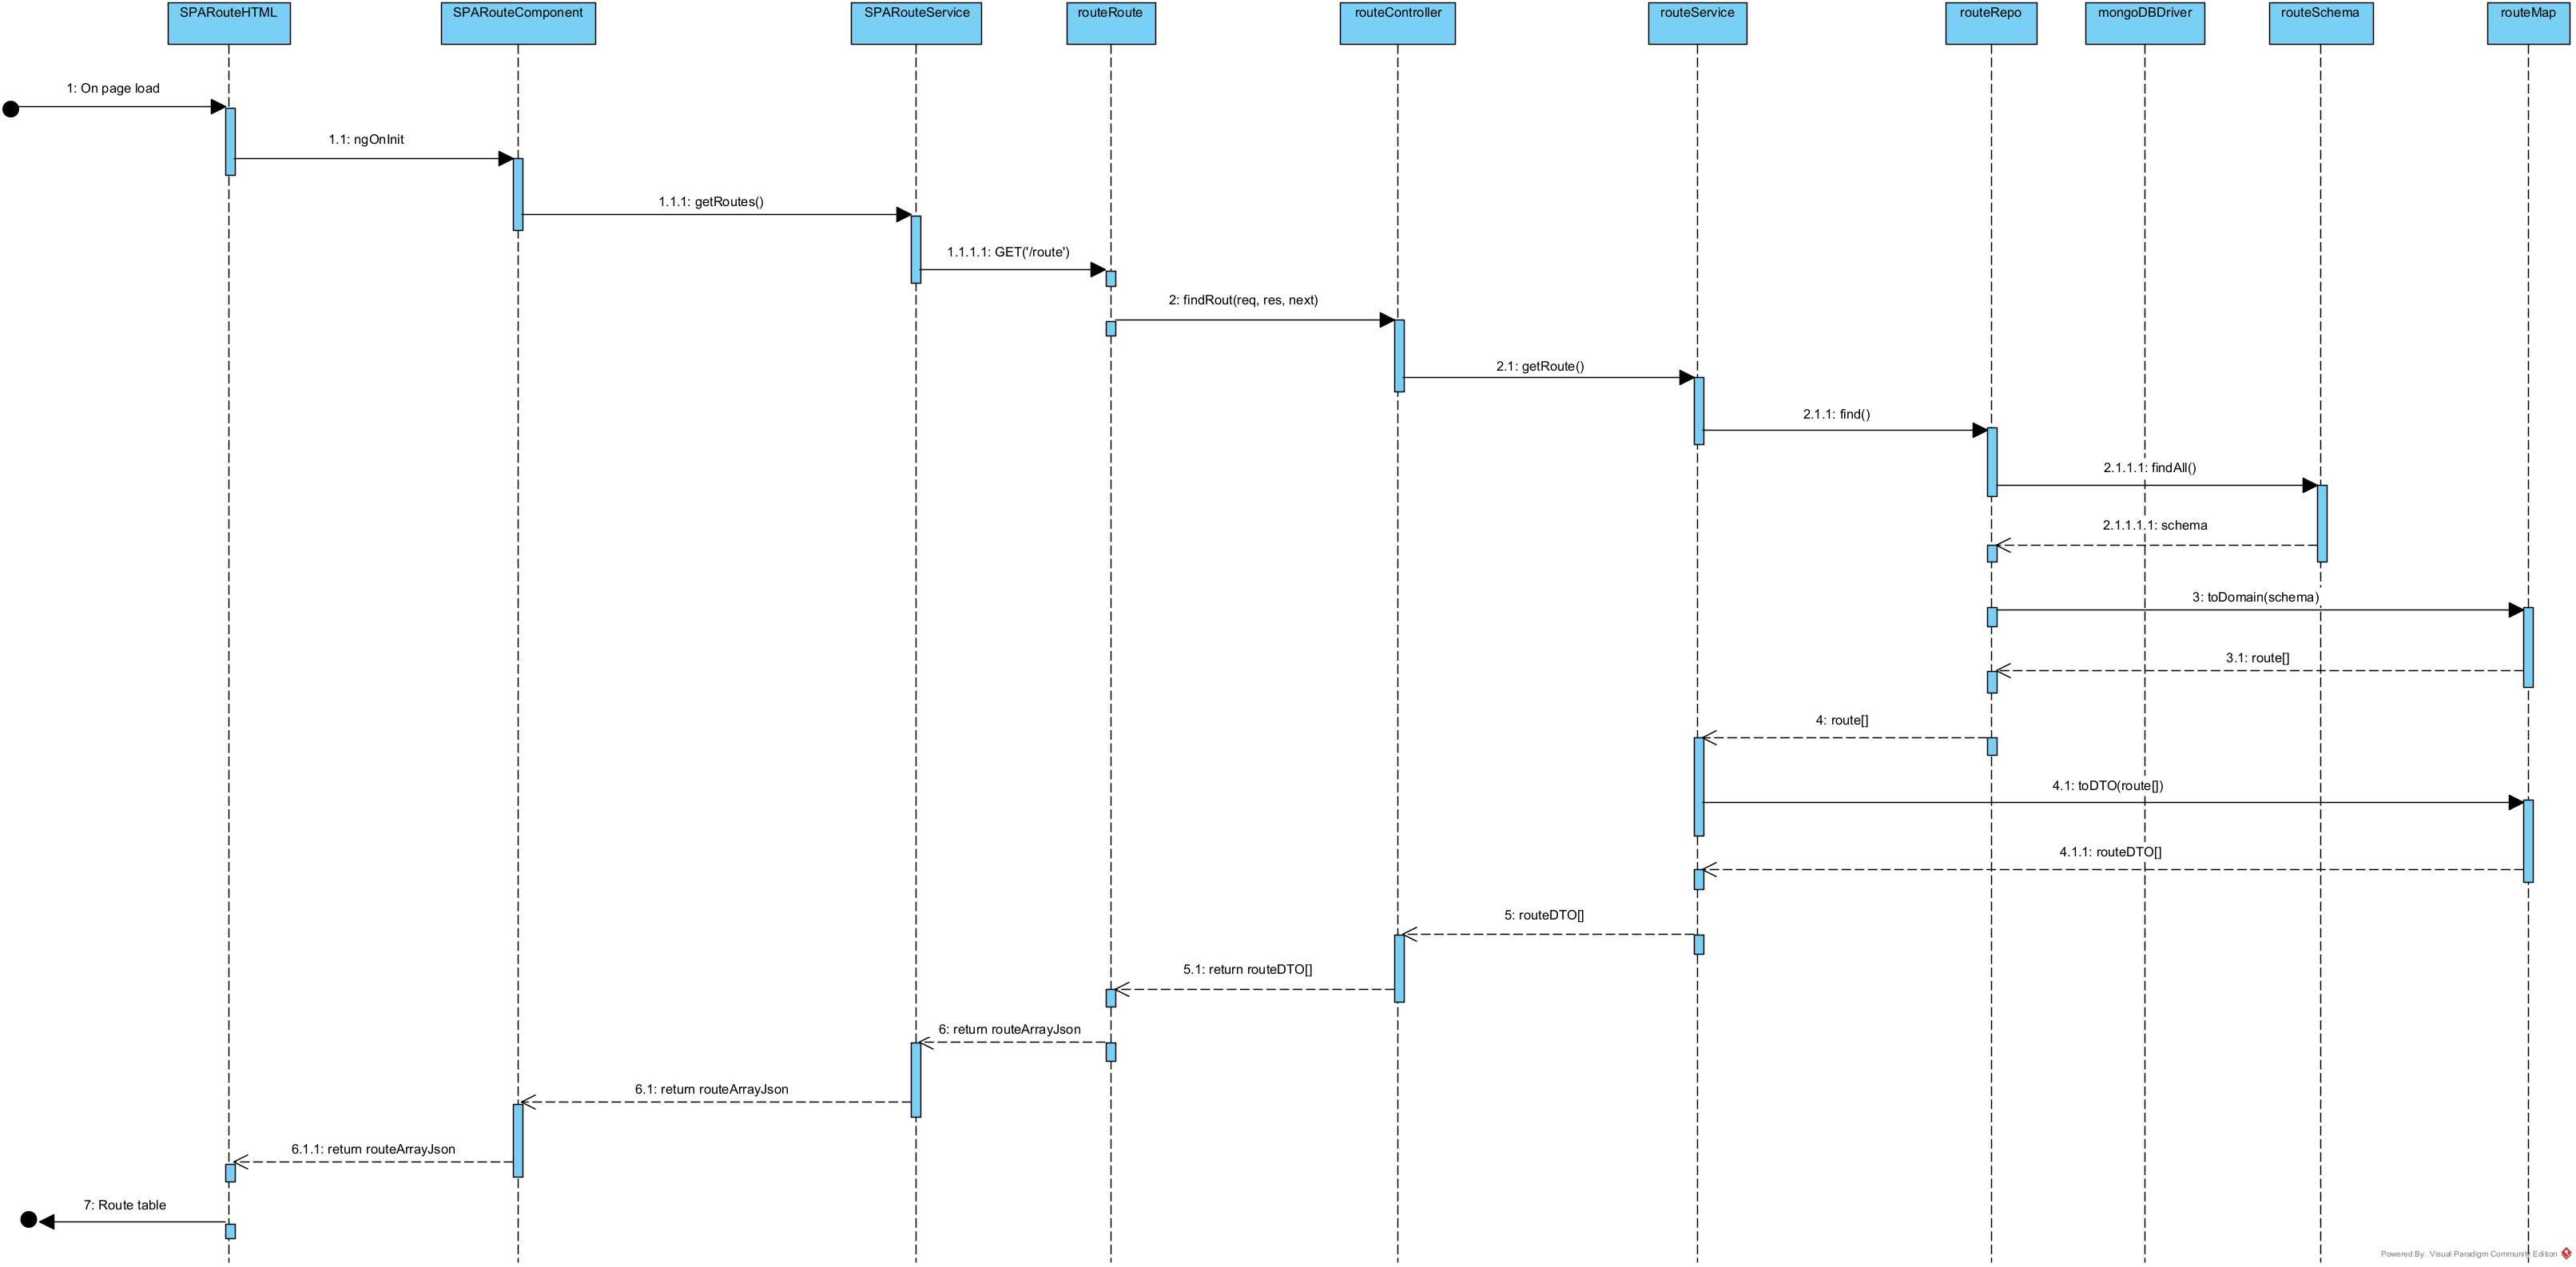 SPARouteHTML
SPARouteComponent
SPARouteService
routeRoute
routeController
routeService
routeRepo
mongoDBDriver
routeSchema
routeMap
1: On page load
1.1: ngOnInit
1.1.1: getRoutes()
1.1.1.1: GET('/route')
2: findRout(req, res, next)
2.1: getRoute()
2.1.1: find()
2.1.1.1: findAll()
2.1.1.1.1: schema
3: toDomain(schema)
3.1: route[]
4: route[]
4.1: toDTO(route[])
4.1.1: routeDTO[]
5: routeDTO[]
5.1: return routeDTO[]
6: return routeArrayJson
6.1: return routeArrayJson
6.1.1: return routeArrayJson
7: Route table
Powered By Visual Paradigm Community Edition